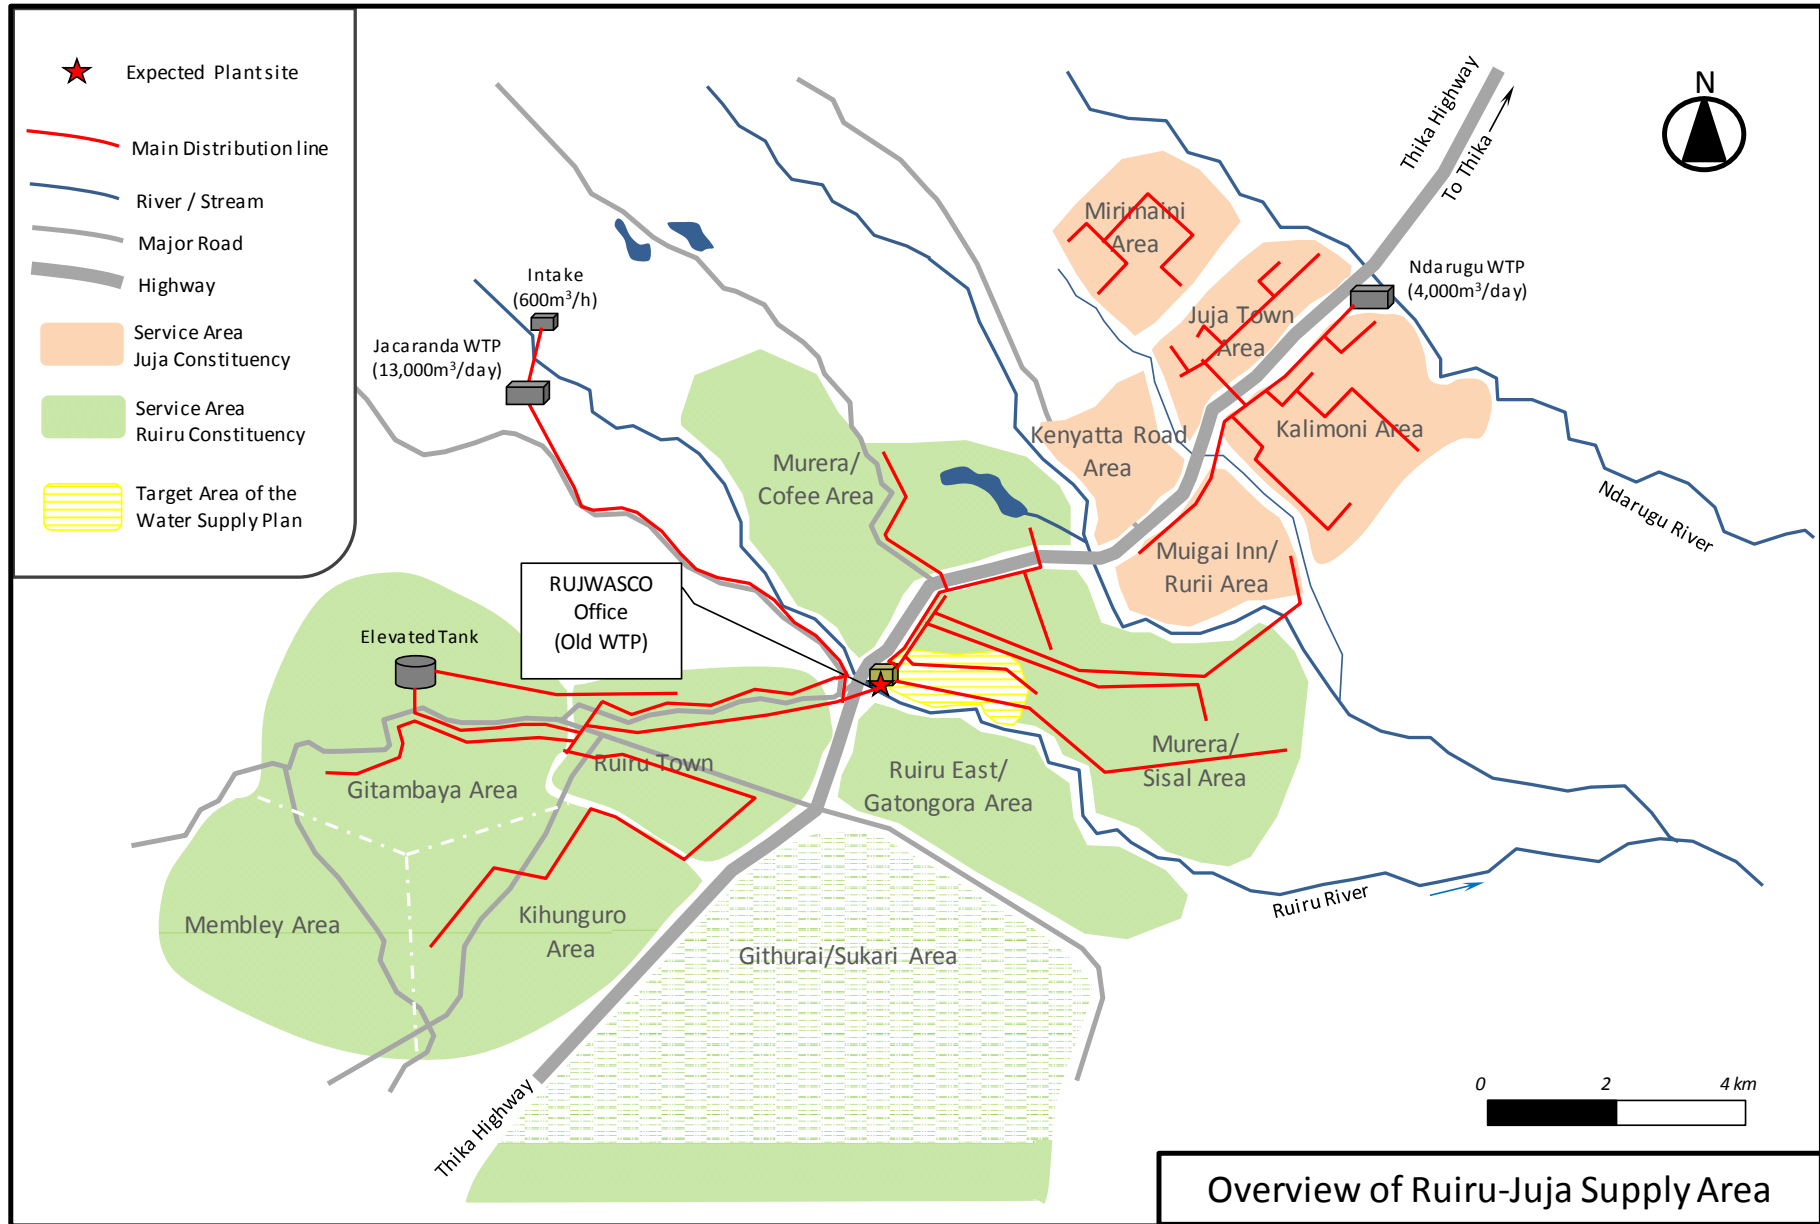 Expected Plant site
Main Distribution line
River / Stream
Major Road
Highway
Service Area
Juja Constituency
Service Area
Ruiru Constituency
Target Area of the
Water Supply Plan
Intake
(600m³/h)
Jacaranda WTP
(13,000m³/day)
RUJWASCO
Office
(Old WTP)
Elevated Tank
Thika Highway
To Thika
N
Mirimaini
Area
Ndarugu WTP
(4,000m³/day)
Juja Town
Area
Kenyatta Road
Area
Kalimoni Area
Murera/
Cofee Area
Ndarugu River
Muigai Inn/
Rurii Area
Gitambaya Area
Ruiru Town
Ruiru East/
Gatongora Area
Murera/
Sisal Area
Membley Area
Kihunguro
Area
Githurai/Sukari Area
Ruiru River
Thika Highway
0 2 4 km
Overview of Ruiru-Juja Supply Area